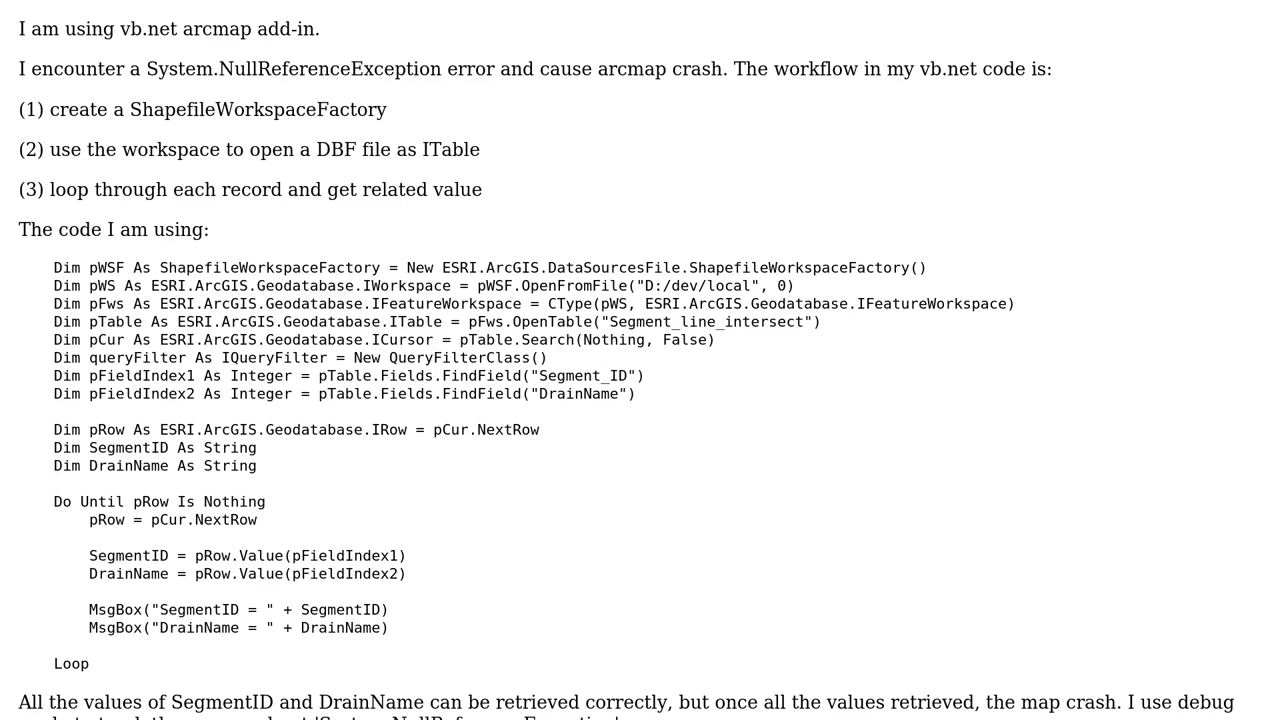 I am using vb.net arcmap add-in.
I encounter a System.NullReferenceException error and cause arcmap crash. The workflow in my vb.net code is:
(1) create a ShapefileWorkspaceFactory
(2) use the workspace to open a DBF file as ITable
(3) loop through each record and get related value
The code I am using:
Dim pWSF As ShapefileWorkspaceFactory = New ESRI.ArcGIS.DataSourcesFile.ShapefileWorkspaceFactory()
Dim pWS As ESRI.ArcGIS.Geodatabase.IWorkspace = pWSF.OpenFromFile("D:/dev/local", 0)
Dim pFws As ESRI.ArcGIS.Geodatabase.IFeatureWorkspace = CType(pWS, ESRI.ArcGIS.Geodatabase.IFeatureWorkspace)
Dim pTable As ESRI.ArcGIS.Geodatabase.ITable = pFws.OpenTable("Segment_line_intersect")
Dim pCur As ESRI.ArcGIS.Geodatabase.ICursor = pTable.Search(Nothing, False)
Dim queryFilter As IQueryFilter = New QueryFilterClass()
Dim pFieldIndex1 As Integer = pTable.Fields.FindField("Segment_ID")
Dim pFieldIndex2 As Integer = pTable.Fields.FindField("DrainName")
Dim pRow As ESRI.ArcGIS.Geodatabase.IRow = pCur.NextRow
Dim SegmentID As String
Dim DrainName As String
Do Until pRow Is Nothing
pRow = pCur.NextRow
SegmentID = pRow.Value(pFieldIndex1)
DrainName = pRow.Value(pFieldIndex2)
MsgBox("SegmentID = " + SegmentID)
MsgBox("DrainName = " + DrainName)
Loop
All the values of SegmentID and DrainName can be retrieved correctly, but once all the values retrieved, the map crash. I use debug